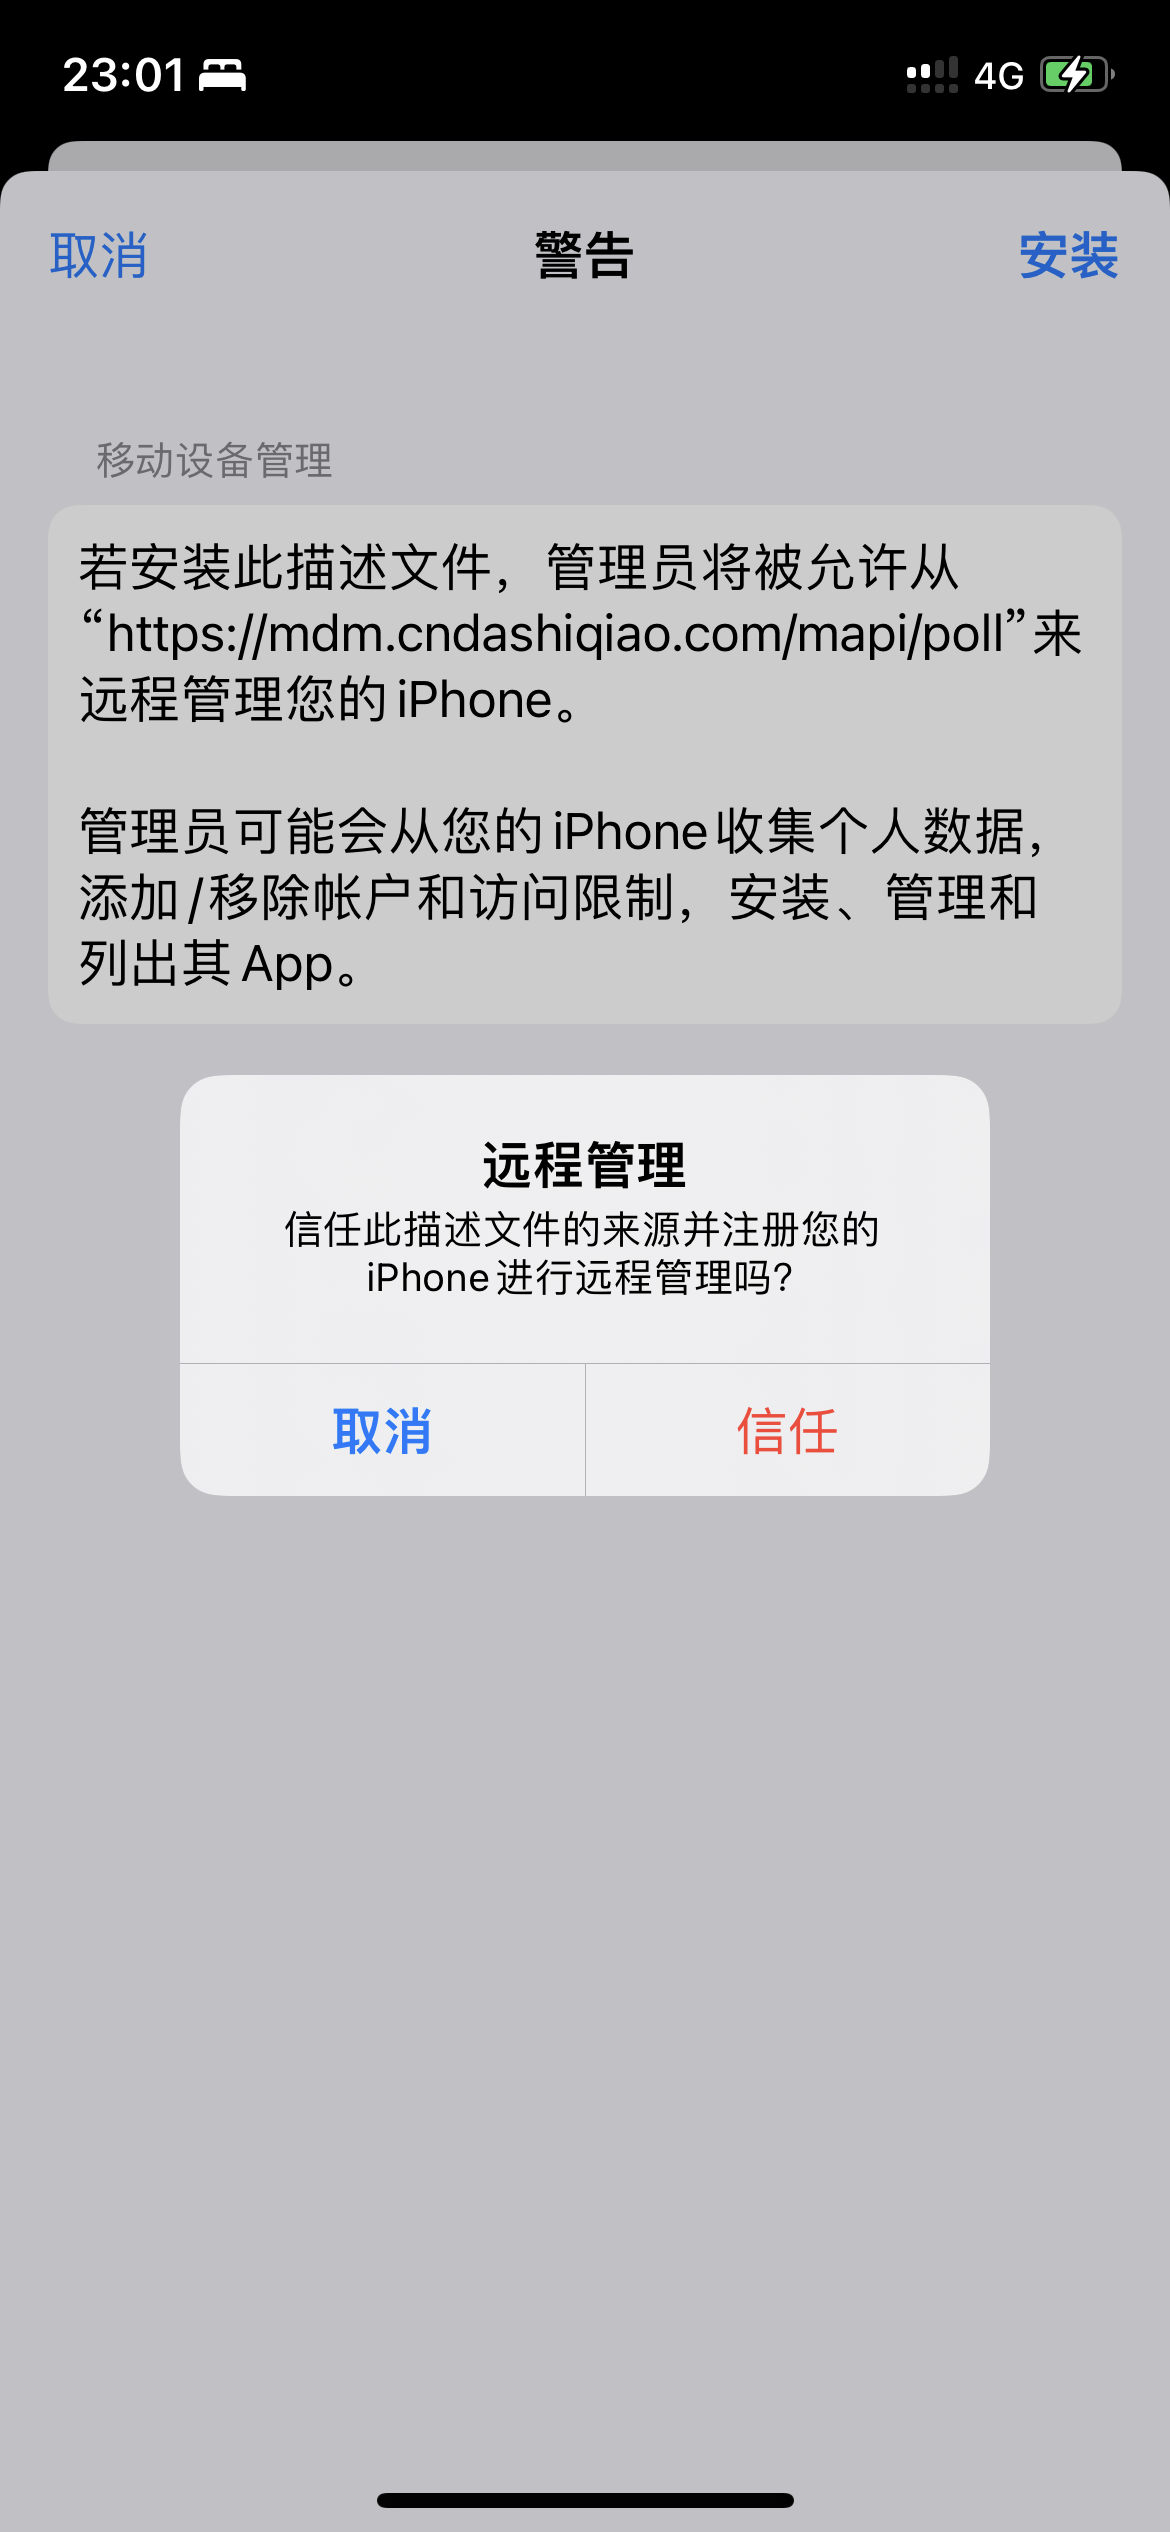 23:01
4G
取消
警告
安装
移动设备管理
若安装此描述文件，管理员将被允许从
“https://mdm.cndashiqiao.com/mapi/poll”来
远程管理您的 iPhone。
管理员可能会从您的 iPhone 收集个人数据，
添加/移除帐户和访问限制，安装、管理和
列出其 App。
远程管理
信任此描述文件的来源并注册您的
iPhone 进行远程管理吗?
取消
信任